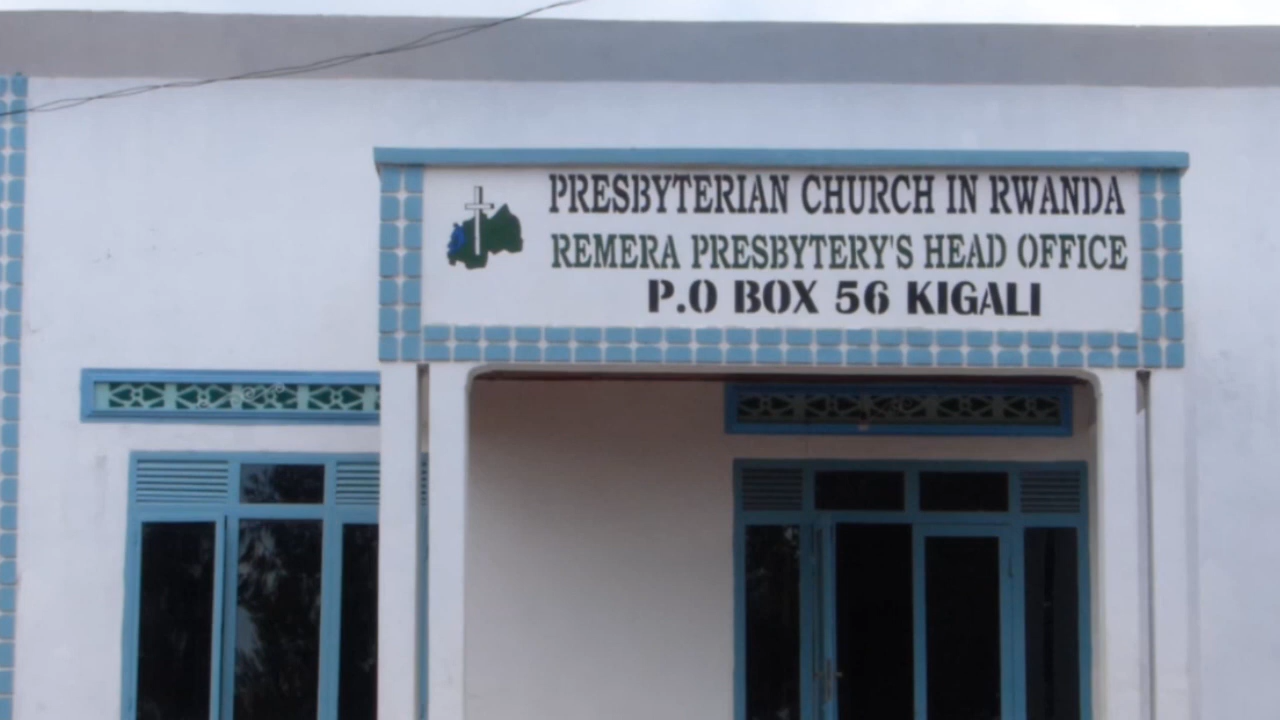 PRESBYTERIAN CHURCH IN RWANDA
REMERA PRESBYTERY'S HEAD OFFICE
P.O BOX 56 KIGALI